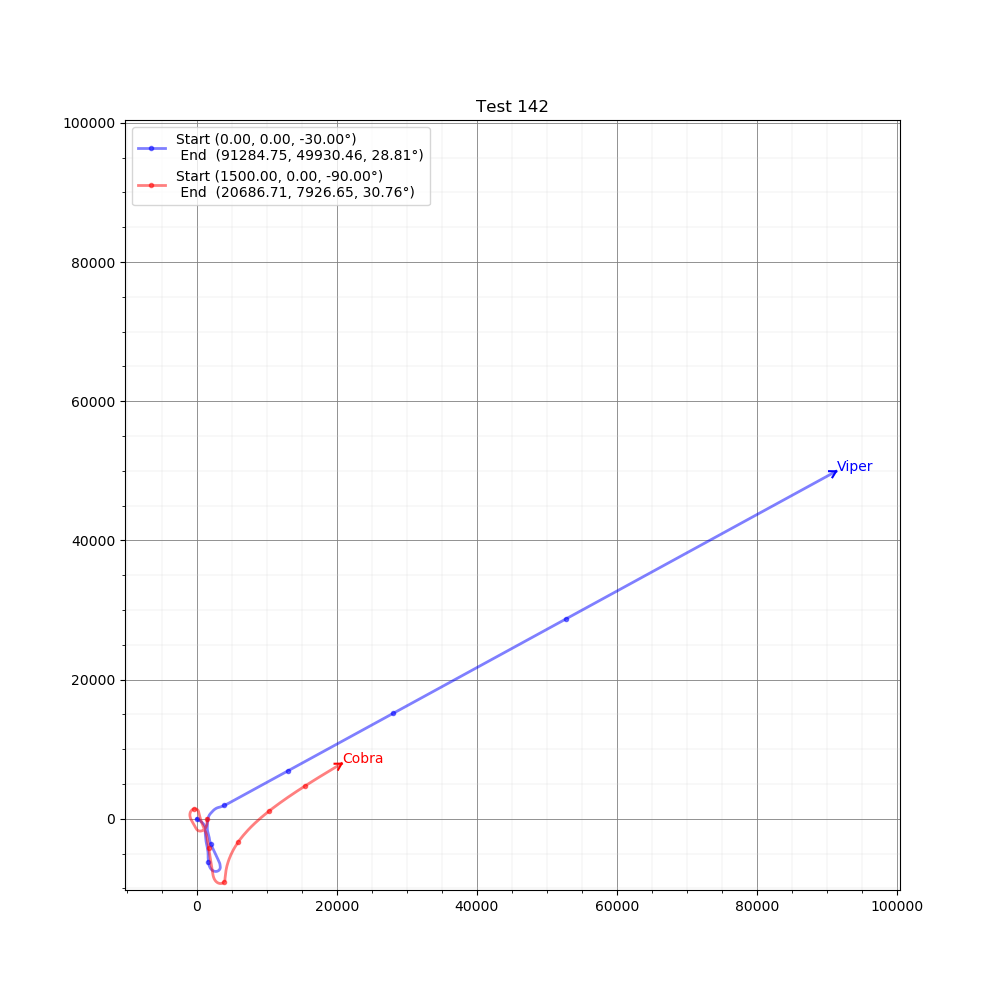 Test 142
Start (0.00, 0.00, -30.00°)
End  (91284.75, 49930.46, 28.81°)
Start (1500.00, 0.00, -90.00°)
End  (20686.71, 7926.65, 30.76°)
100000
80000
60000
40000
20000
0
Viper
Cobra
0 20000 40000 60000 80000 100000